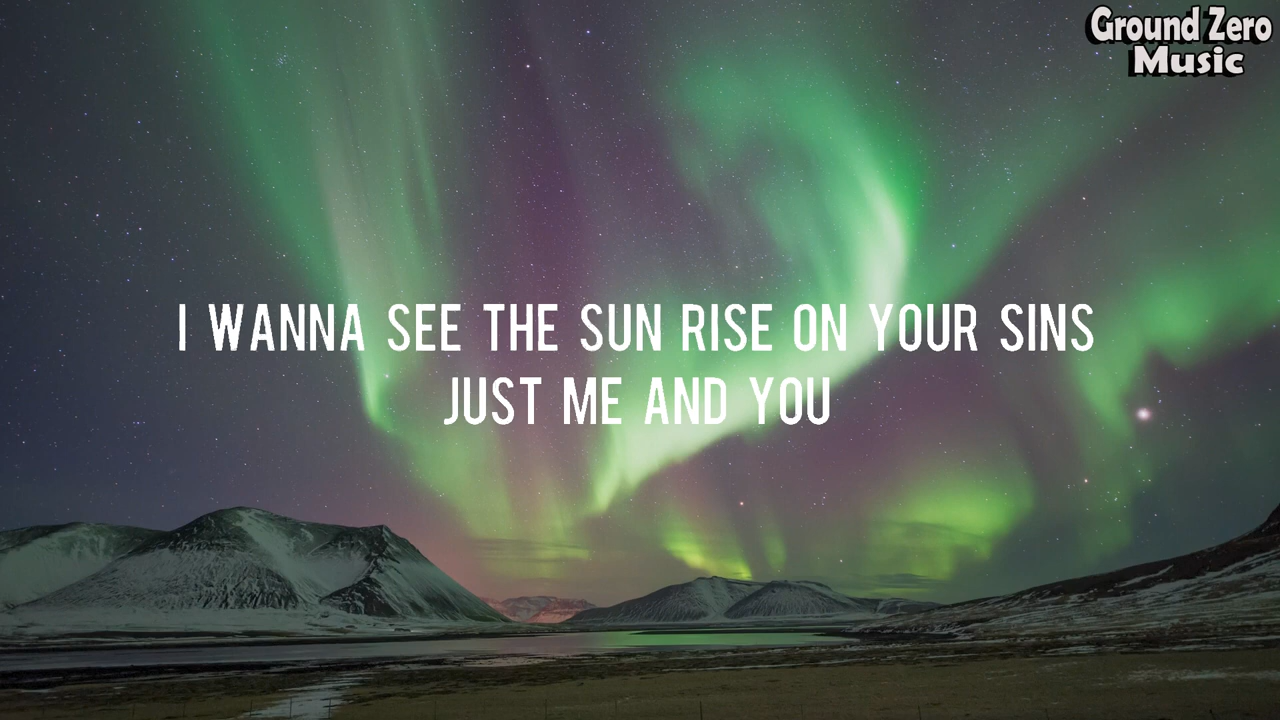 Ground Zero
Music
I WANNA SEE THE SUN RISE ON YOUR SINS
JUST ME AND YOU